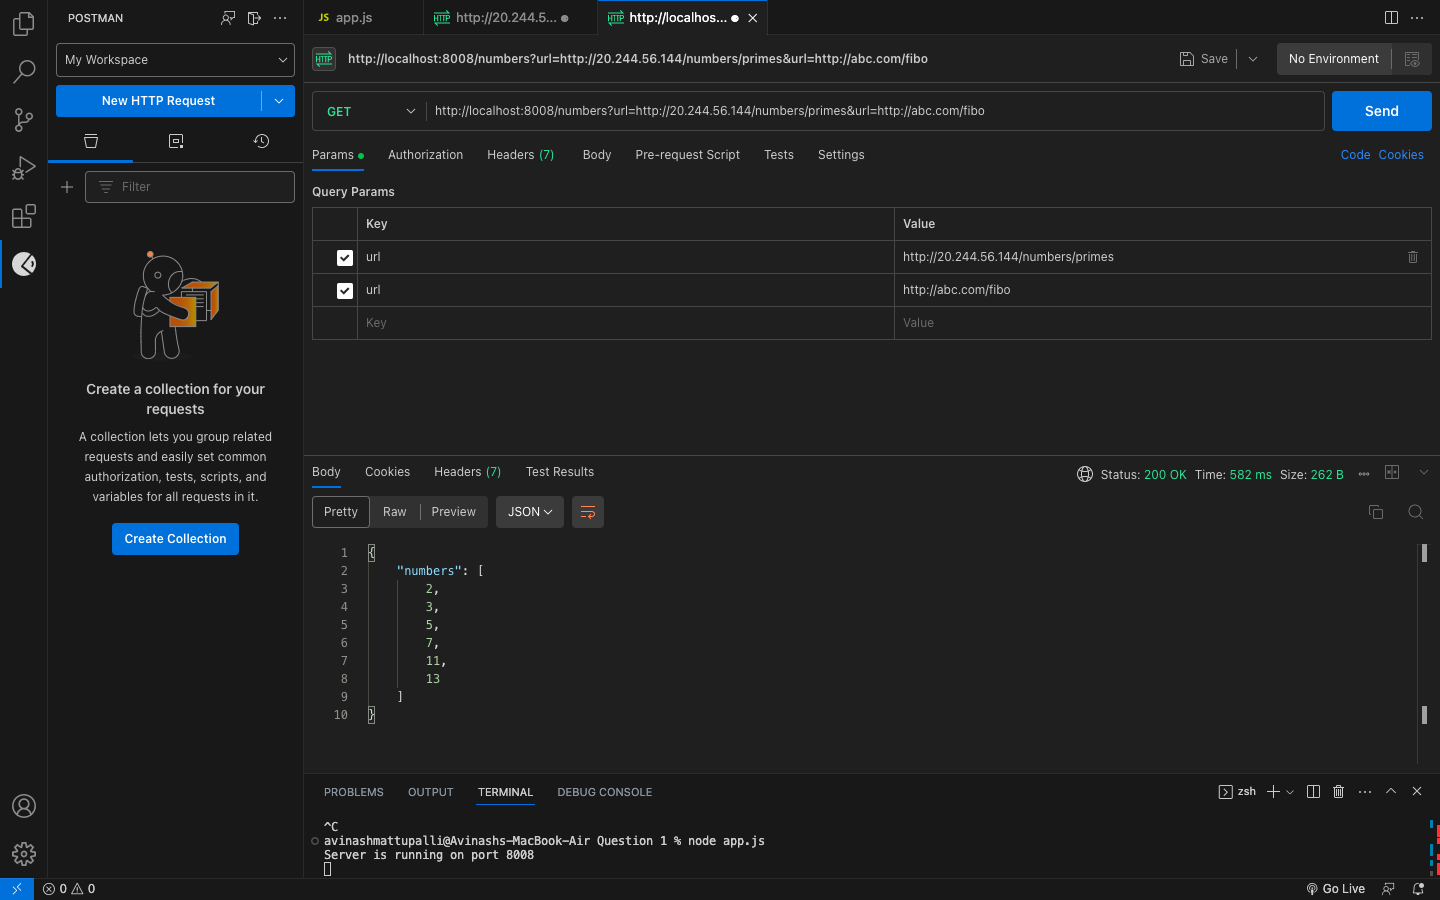 POSTMAN
My Workspace
New HTTP Request
Filter
Create a collection for your
requests
A collection lets you group related
requests and easily set common
authorization, tests, scripts, and
variables for all requests in it.
Create Collection
JS app.js
HTTP http://20.244.5...
HTTP http://localhos...
HTTP http://localhost:8008/numbers?url=http://20.244.56.144/numbers/primes&url=http://abc.com/fibo
Save
No Environment
GET http://localhost:8008/numbers?url=http://20.244.56.144/numbers/primes&url=http://abc.com/fibo
Send
Params Authorization Headers (7) Body Pre-request Script Tests Settings Code Cookies
Query Params
Key Value
url http://20.244.56.144/numbers/primes
url http://abc.com/fibo
Key Value
Body Cookies Headers (7) Test Results Status: 200 OK Time: 582 ms Size: 262 B
Pretty Raw Preview JSON
1 {
2 "numbers": [
3 2,
4 3,
5 5,
6 7,
7 11,
8 13
9 ]
10 }
PROBLEMS OUTPUT TERMINAL DEBUG CONSOLE zsh
^C
avinashmattupalli@Avinashs-MacBook-Air Question 1 % node app.js
Server is running on port 8008
0 0 Go Live